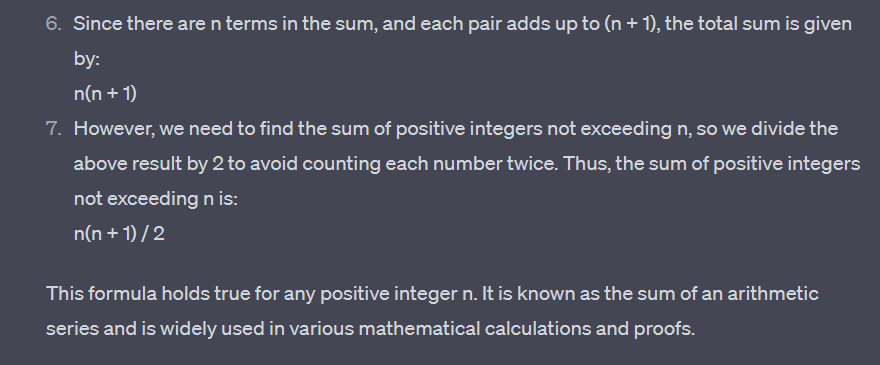 6. Since there are n terms in the sum, and each pair adds up to (n + 1), the total sum is given
by:
n(n + 1)
7. However, we need to find the sum of positive integers not exceeding n, so we divide the
above result by 2 to avoid counting each number twice. Thus, the sum of positive integers
not exceeding n is:
n(n + 1) / 2
This formula holds true for any positive integer n. It is known as the sum of an arithmetic
series and is widely used in various mathematical calculations and proofs.